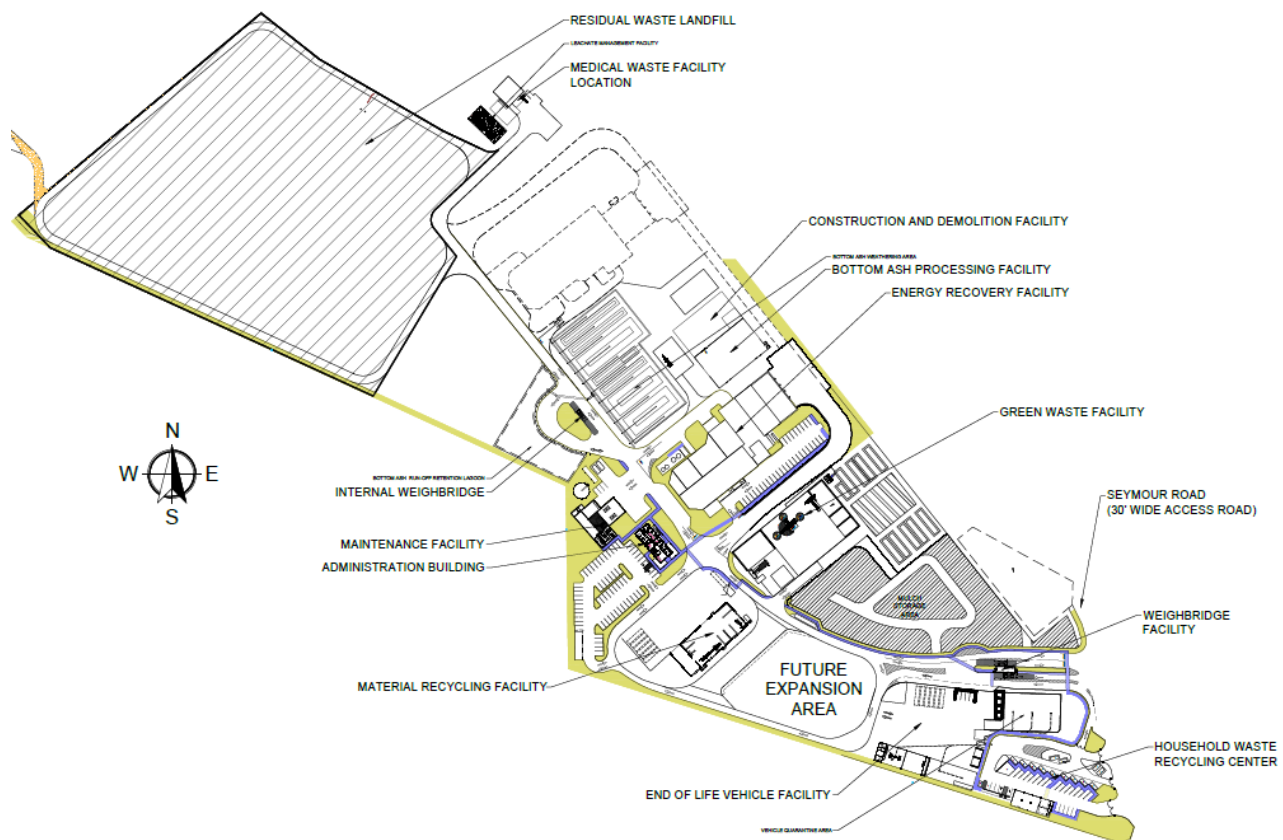 RESIDUAL WASTE LANDFILL
LEACHATE MANAGEMENT FACILITY
MEDICAL WASTE FACILITY
LOCATION
CONSTRUCTION AND DEMOLITION FACILITY
BOTTOM ASH WEATHERING AREA
BOTTOM ASH PROCESSING FACILITY
ENERGY RECOVERY FACILITY
GREEN WASTE FACILITY
N
W
E
S
BOTTOM ASH RUN-OFF RETENTION LAGOON
INTERNAL WEIGHBRIDGE
SEYMOUR ROAD
(30' WIDE ACCESS ROAD)
MAINTENANCE FACILITY
ADMINISTRATION BUILDING
MULCH
STORAGE
AREA
WEIGHBRIDGE
FACILITY
MATERIAL RECYCLING FACILITY
FUTURE
EXPANSION
AREA
HOUSEHOLD WASTE
RECYCLING CENTER
END OF LIFE VEHICLE FACILITY
VEHICLE QUARANTINE AREA